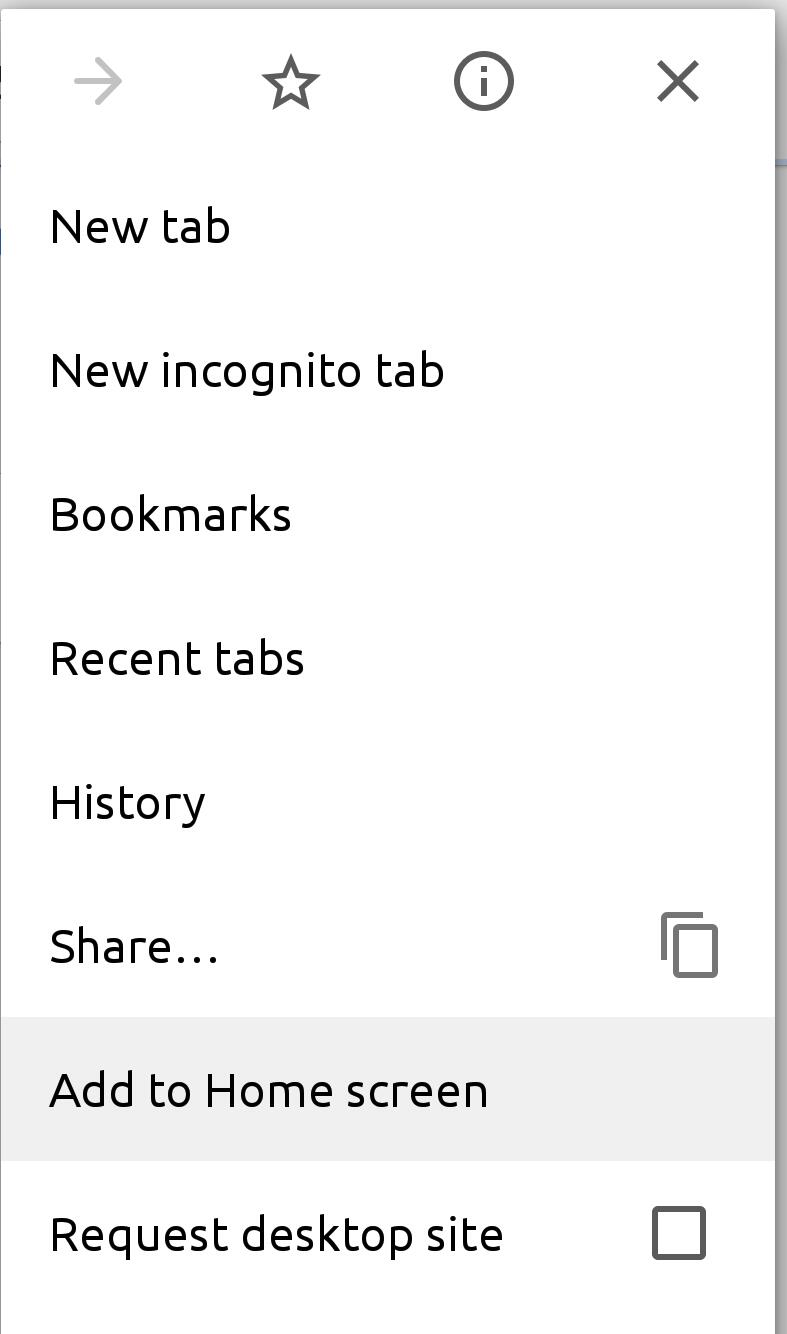 New tab
New incognito tab
Bookmarks
Recent tabs
History
Share…
Add to Home screen
Request desktop site